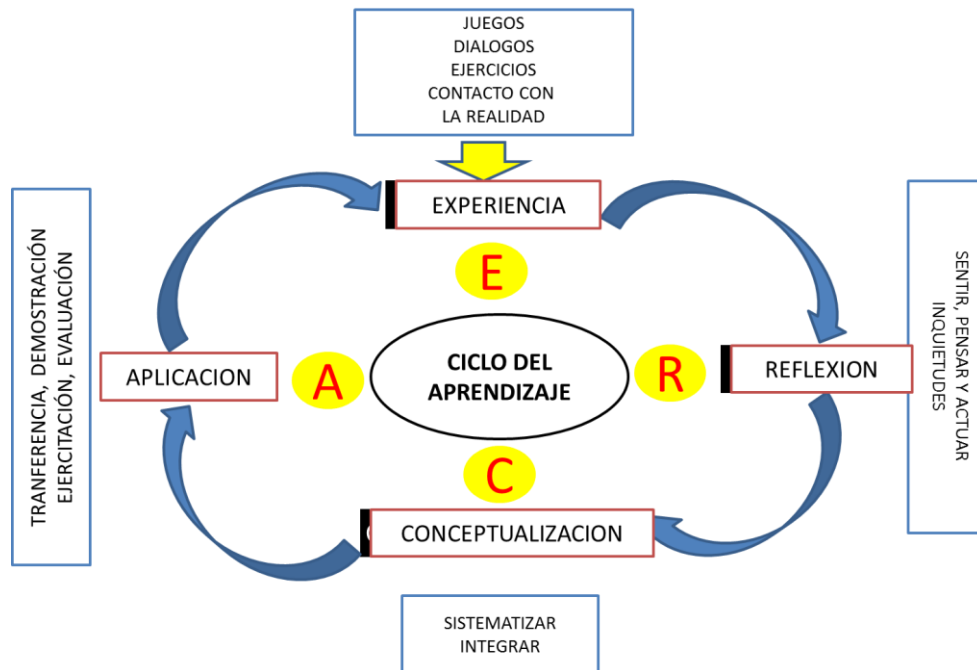 JUEGOS
DIALOGOS
EJERCICIOS
CONTACTO CON
LA REALIDAD
EXPERIENCIA
E
TRANFERENCIA, DEMOSTRACIÓN
EJERCITACIÓN, EVALUACIÓN
APLICACION
A
CICLO DEL
APRENDIZAJE
R
REFLEXION
SENTIR, PENSAR Y ACTUAR
INQUIETUDES
C
CONCEPTUALIZACION
SISTEMATIZAR
INTEGRAR